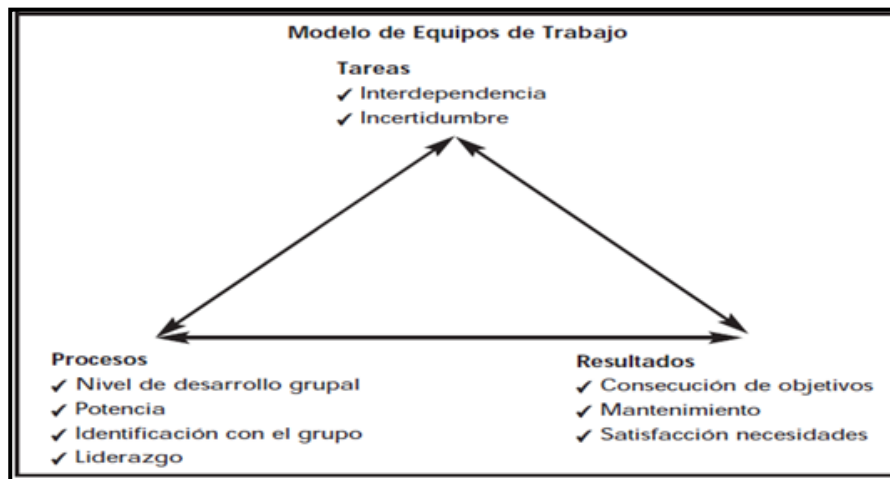 Modelo de Equipos de Trabajo
Tareas
✓ Interdependencia
✓ Incertidumbre
Procesos
✓ Nivel de desarrollo grupal
✓ Potencia
✓ Identificación con el grupo
✓ Liderazgo
Resultados
✓ Consecución de objetivos
✓ Mantenimiento
✓ Satisfacción necesidades